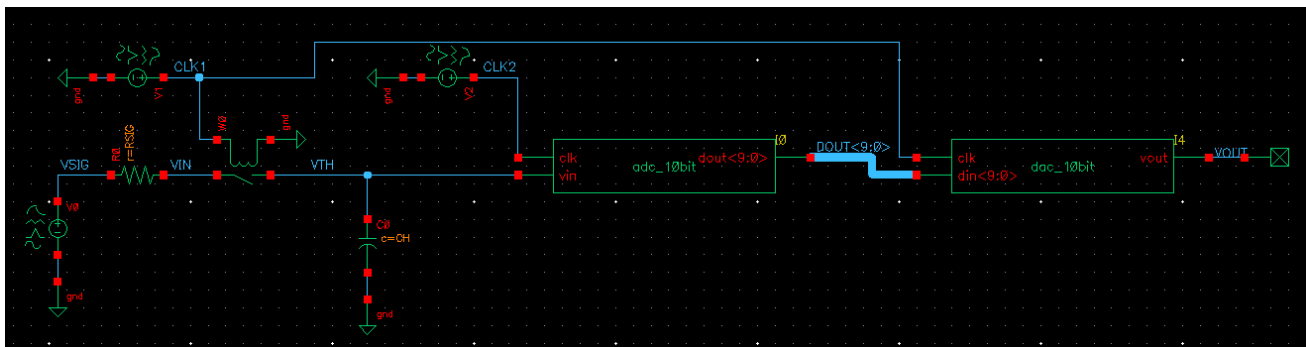 CLK1
V1
gnd
CLK2
V2
gnd
W0
gnd
I0
I4
VSIG
R0
r=RSIG
VIN
VTH
clk
vin
adc_10bit
dout<9:0>
DOUT<9:0>
clk
din<9:0>
dac_10bit
vout
VOUT
V0
gnd
C0
c=CH
gnd